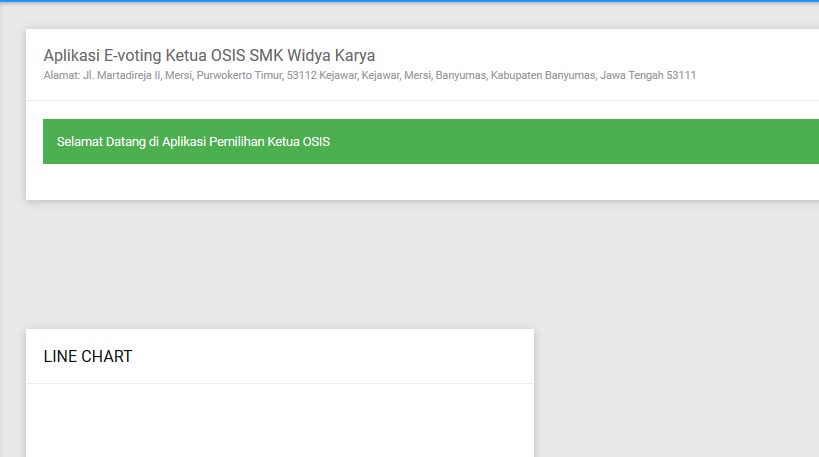 Aplikasi E-voting Ketua OSIS SMK Widya Karya
Alamat: Jl. Martadireja II, Mersi, Purwokerto Timur, 53112 Kejawar, Kejawar, Mersi, Banyumas, Kabupaten Banyumas, Jawa Tengah 53111
Selamat Datang di Aplikasi Pemilihan Ketua OSIS
LINE CHART